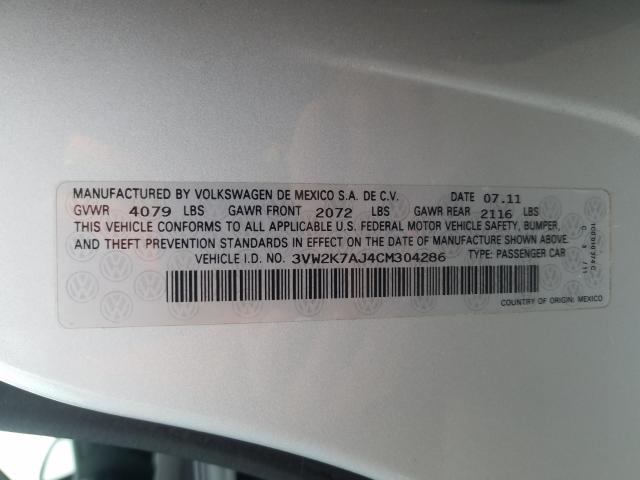 MANUFACTURED BY VOLKSWAGEN DE MEXICO S.A. DE C.V. DATE 07.11
GVWR 4079 LBS GAWR FRONT 2072 LBS GAWR REAR 2116 LBS
THIS VEHICLE CONFORMS TO ALL APPLICABLE U.S. FEDERAL MOTOR VEHICLE SAFETY, BUMPER,
AND THEFT PREVENTION STANDARDS IN EFFECT ON THE DATE OF MANUFACTURE SHOWN ABOVE.
VEHICLE I.D. NO. 3VW2K7AJ4CM304286 TYPE: PASSENGER CAR
COUNTRY OF ORIGIN: MEXICO